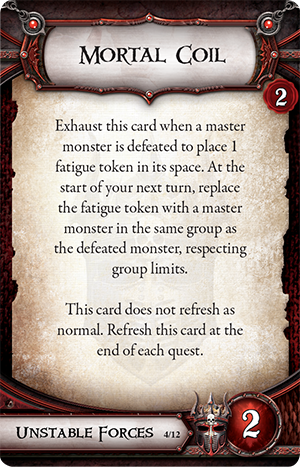 Mortal Coil
2
Exhaust this card when a master
monster is defeated to place 1
fatigue token in its space. At the
start of your next turn, replace
the fatigue token with a master
monster in the same group as
the defeated monster, respecting
group limits.
This card does not refresh as
normal. Refresh this card at the
end of each quest.
Unstable Forces 4/12 2